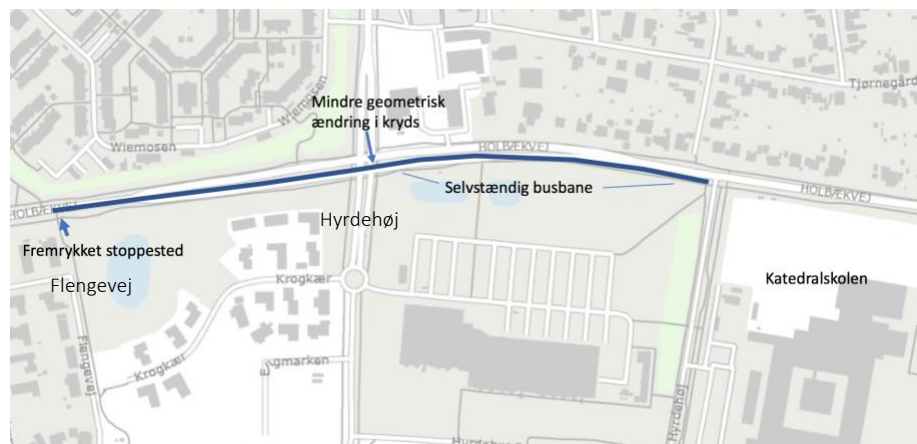 Wiemosen
Tjørnegård
Mindre geometrisk
ændring i kryds
Wiemosen
HOLBÆKVEJ
HOLBÆKVEJ
Selvstændig busbane
HOLBÆKVEJ
Hyrdehøj
Fremrykket stoppested
Flengevej
Krogkær
Katedralskolen
Flengevej
Krogkær
Engmarken
Hyrdehøj